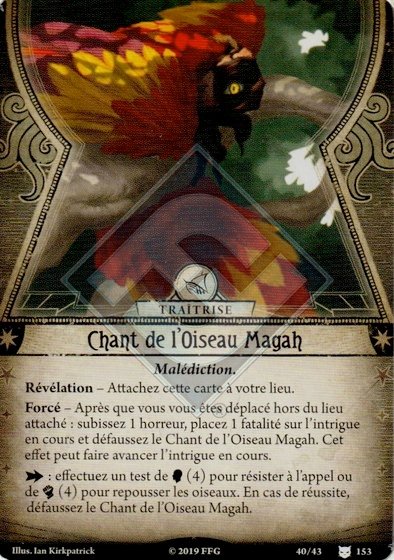 TRAÎTRISE
Chant de l'Oiseau Magah
Malédiction.
Révélation – Attachez cette carte à votre lieu.
Forcé – Après que vous vous êtes déplacé hors du lieu
attaché : subissez 1 horreur, placez 1 fatalité sur l'intrigue
en cours et défaussez le Chant de l'Oiseau Magah. Cet
effet peut faire avancer l'intrigue en cours.
: effectuez un test de (4) pour résister à l'appel ou
de (4) pour repousser les oiseaux. En cas de réussite,
défaussez le Chant de l'Oiseau Magah.
Illus. Ian Kirkpatrick © 2019 FFG 40/43 153